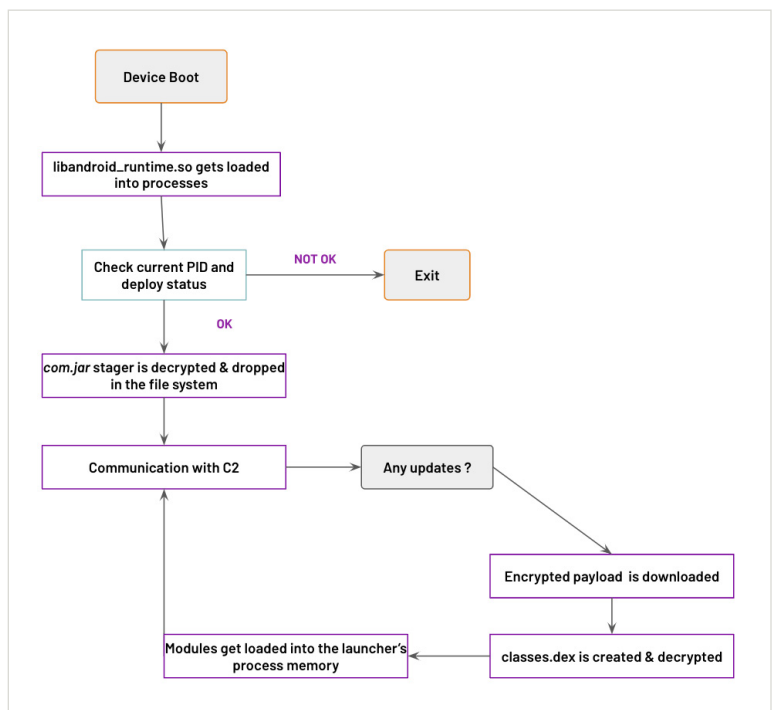 Device Boot
libandroid_runtime.so gets loaded
into processes
Check current PID and
deploy status
NOT OK
Exit
OK
com.jar stager is decrypted & dropped
in the file system
Communication with C2
Any updates ?
Encrypted payload is downloaded
classes.dex is created & decrypted
Modules get loaded into the launcher’s
process memory